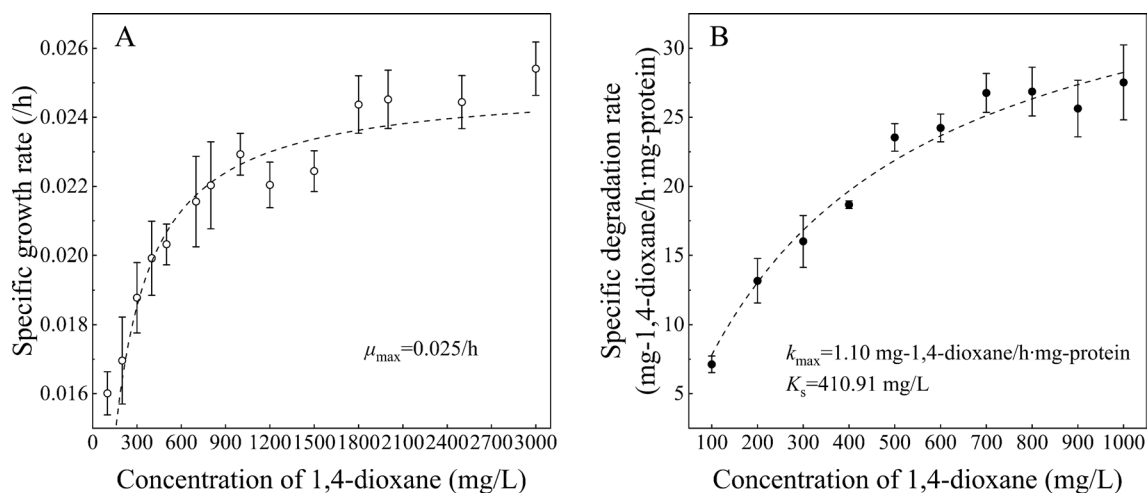 A
Specific growth rate (/h)
0.026
0.024
0.022
0.020
0.018
0.016
μmax=0.025/h
0 300 600 900 1200 1500 1800 2100 2400 2700 3000
Concentration of 1,4-dioxane (mg/L)
B
Specific degradation rate
(mg-1,4-dioxane/h·mg-protein)
30
25
20
15
10
5
kmax=1.10 mg-1,4-dioxane/h·mg-protein
Ks=410.91 mg/L
100 200 300 400 500 600 700 800 900 1000
Concentration of 1,4-dioxane (mg/L)